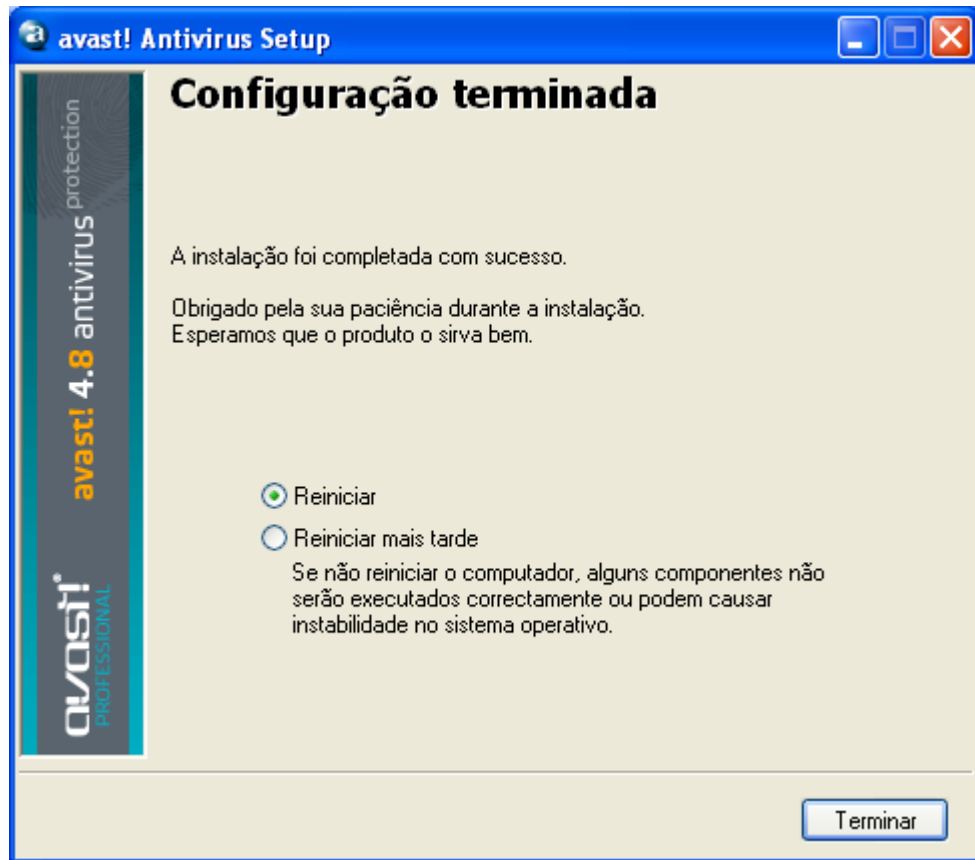 avast! Antivirus Setup
Configuração terminada
A instalação foi completada com sucesso.
Obrigado pela sua paciência durante a instalação.
Esperamos que o produto o sirva bem.
Reiniciar
Reiniciar mais tarde
Se não reiniciar o computador, alguns componentes não
serão executados correctamente ou podem causar
instabilidade no sistema operativo.
Terminar
avast! 4.8 antivirus protection
avast!
PROFESSIONAL